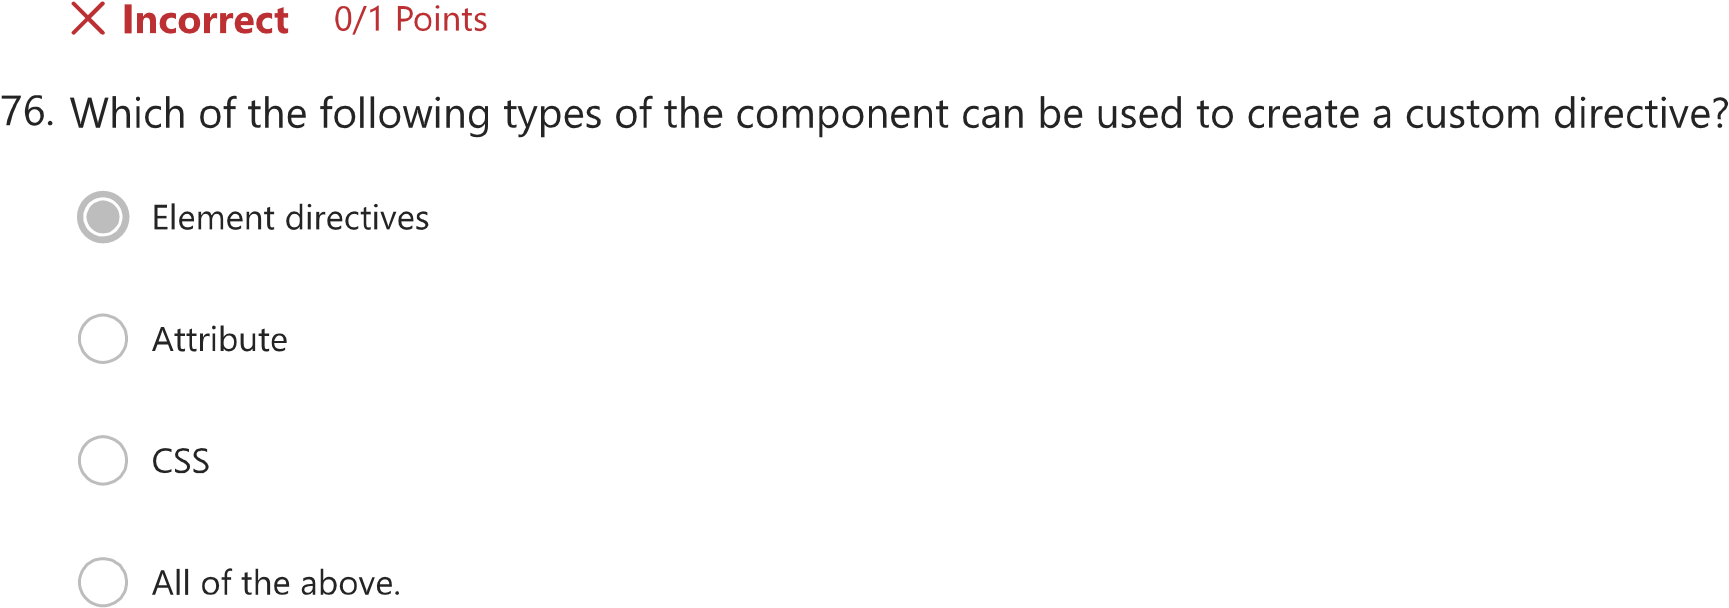 Incorrect 0/1 Points
76. Which of the following types of the component can be used to create a custom directive?
Element directives
Attribute
CSS
All of the above.